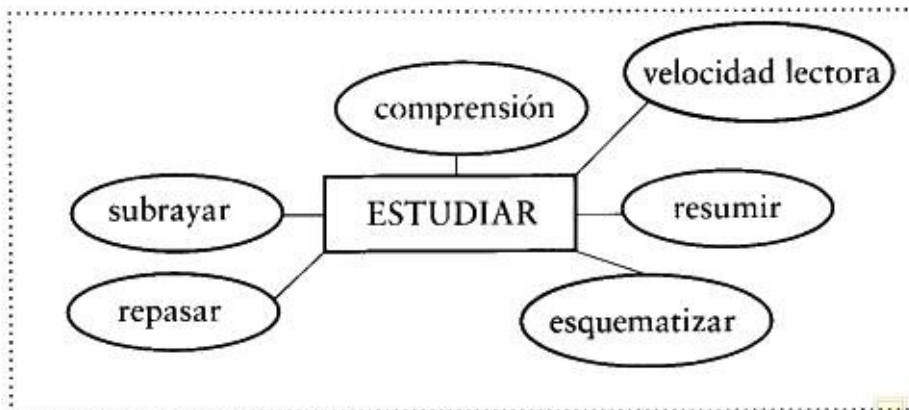 velocidad lectora
comprensión
subrayar
ESTUDIAR
resumir
repasar
esquematizar